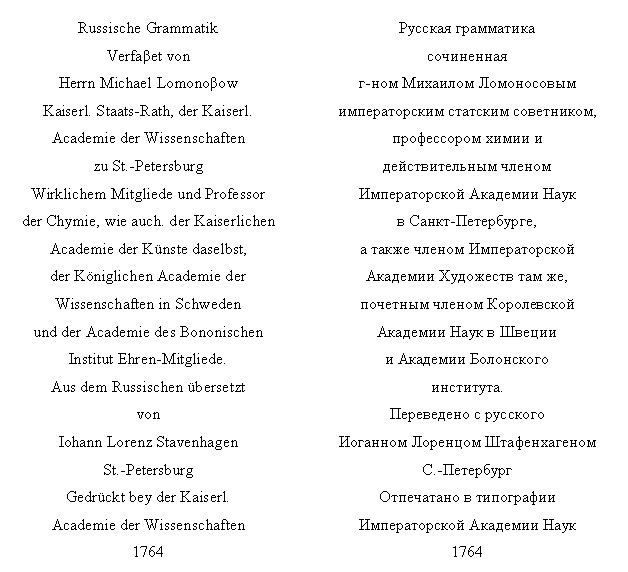 Russische Grammatik
Verfaβet von
Herrn Michael Lomonoβow
Kaiserl. Staats-Rath, der Kaiserl.
Academie der Wissenschaften
zu St.-Petersburg
Wirklichem Mitgliede und Professor
der Chymie, wie auch. der Kaiserlichen
Academie der Künste daselbst,
der Königlichen Academie der
Wissenschaften in Schweden
und der Academie des Bononischen
Institut Ehren-Mitgliede.
Aus dem Russischen übersetzt
von
Iohann Lorenz Stavenhagen
St.-Petersburg
Gedrückt bey der Kaiserl.
Academie der Wissenschaften
1764
Русская грамматика
сочиненная
г-ном Михаилом Ломоносовым
императорским статским советником,
профессором химии и
действительным членом
Императорской Академии Наук
в Санкт-Петербурге,
а также членом Императорской
Академии Художеств там же,
почетным членом Королевской
Академии Наук в Швеции
и Академии Болонского
института.
Переведено с русского
Иоганном Лоренцом Штафенхагеном
С.-Петербург
Отпечатано в типографии
Императорской Академии Наук
1764